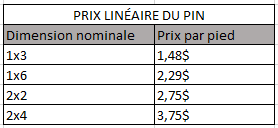 PRIX LINÉAIRE DU PIN
Dimension nominale Prix par pied
1x3 1,48$
1x6 2,29$
2x2 2,75$
2x4 3,75$